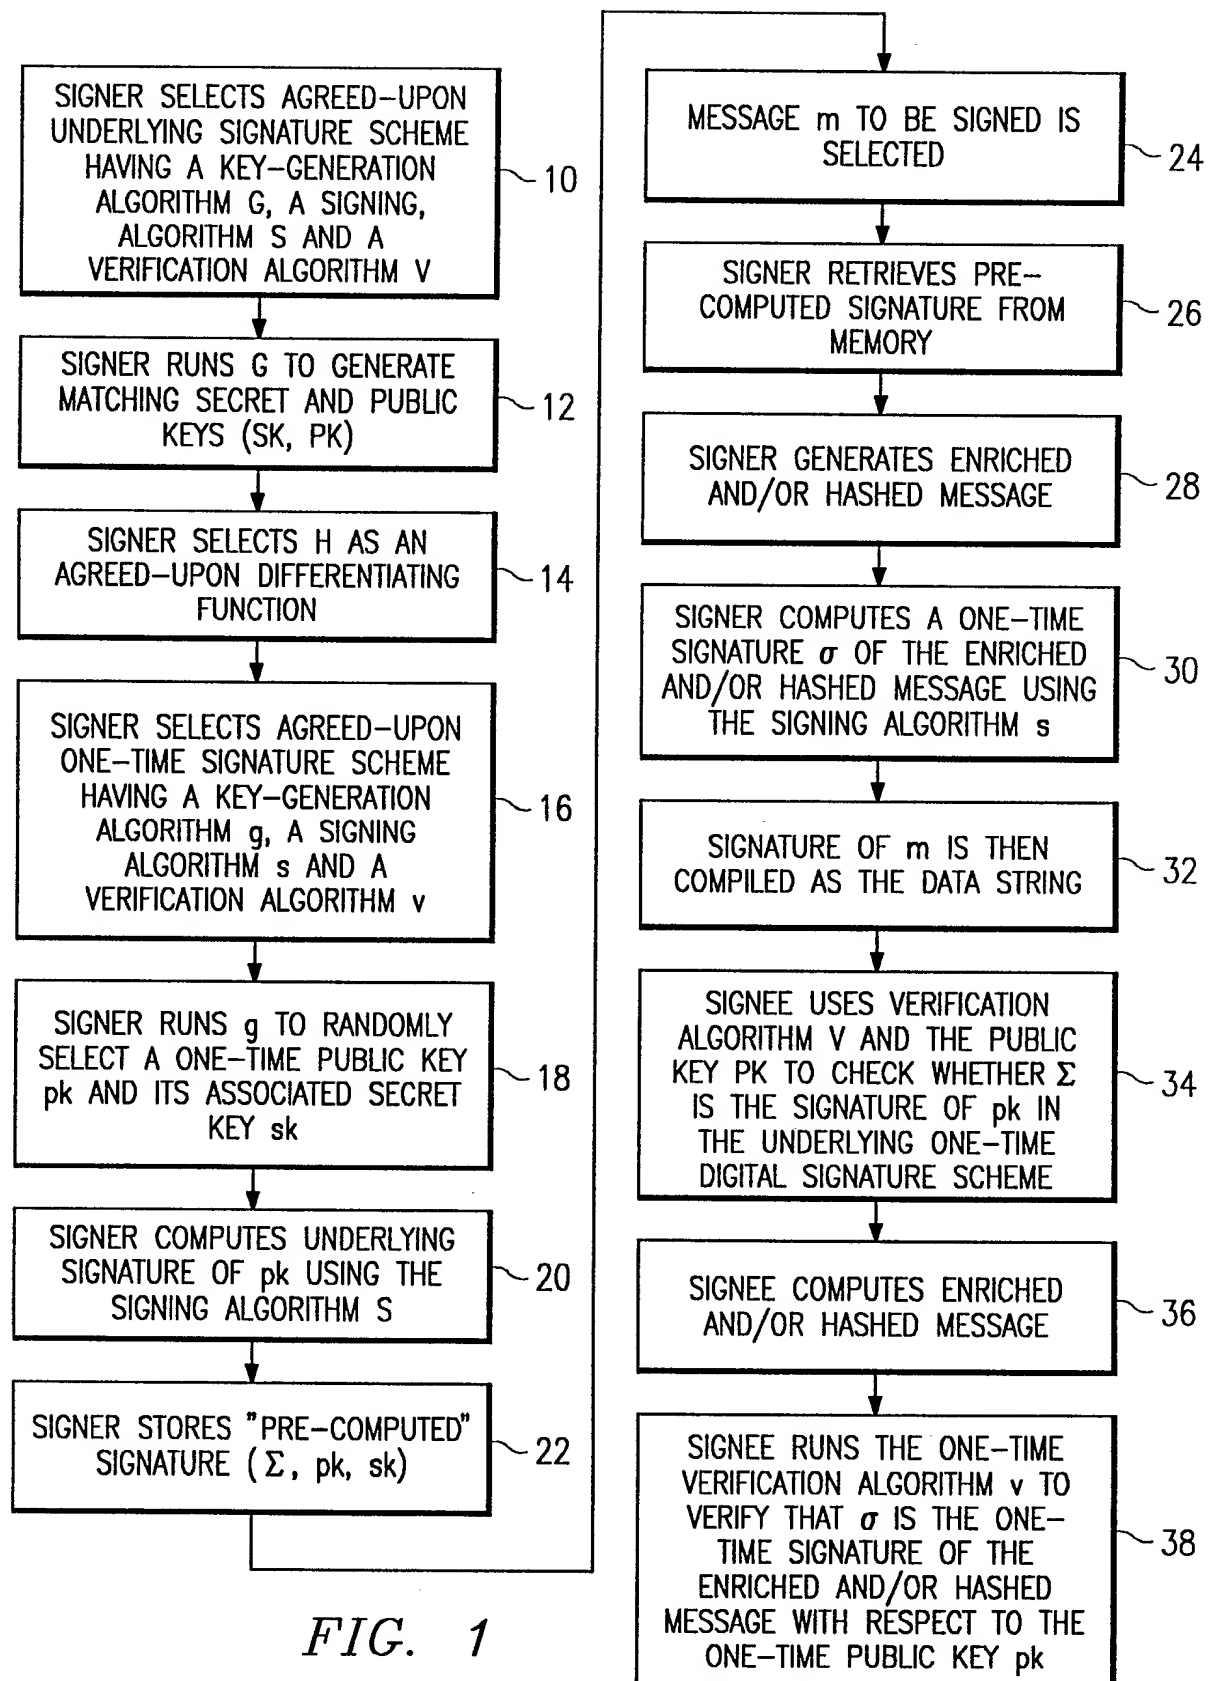 SIGNER SELECTS AGREED-UPON
UNDERLYING SIGNATURE SCHEME
HAVING A KEY-GENERATION
ALGORITHM G, A SIGNING,
ALGORITHM S AND A
VERIFICATION ALGORITHM V
10
SIGNER RUNS G TO GENERATE
MATCHING SECRET AND PUBLIC
KEYS (SK, PK)
12
SIGNER SELECTS H AS AN
AGREED-UPON DIFFERENTIATING
FUNCTION
14
SIGNER SELECTS AGREED-UPON
ONE-TIME SIGNATURE SCHEME
HAVING A KEY-GENERATION
ALGORITHM g, A SIGNING
ALGORITHM s AND A
VERIFICATION ALGORITHM v
16
SIGNER RUNS g TO RANDOMLY
SELECT A ONE-TIME PUBLIC KEY
pk AND ITS ASSOCIATED SECRET
KEY sk
18
SIGNER COMPUTES UNDERLYING
SIGNATURE OF pk USING THE
SIGNING ALGORITHM S
20
SIGNER STORES "PRE-COMPUTED"
SIGNATURE (Σ, pk, sk)
22
MESSAGE m TO BE SIGNED IS
SELECTED
24
SIGNER RETRIEVES PRE-
COMPUTED SIGNATURE FROM
MEMORY
26
SIGNER GENERATES ENRICHED
AND/OR HASHED MESSAGE
28
SIGNER COMPUTES A ONE-TIME
SIGNATURE σ OF THE ENRICHED
AND/OR HASHED MESSAGE USING
THE SIGNING ALGORITHM s
30
SIGNATURE OF m IS THEN
COMPILED AS THE DATA STRING
32
SIGNEE USES VERIFICATION
ALGORITHM V AND THE PUBLIC
KEY PK TO CHECK WHETHER Σ
IS THE SIGNATURE OF pk IN
THE UNDERLYING ONE-TIME
DIGITAL SIGNATURE SCHEME
34
SIGNEE COMPUTES ENRICHED
AND/OR HASHED MESSAGE
36
SIGNEE RUNS THE ONE-TIME
VERIFICATION ALGORITHM v TO
VERIFY THAT σ IS THE ONE-
TIME SIGNATURE OF THE
ENRICHED AND/OR HASHED
MESSAGE WITH RESPECT TO THE
ONE-TIME PUBLIC KEY pk
38
FIG. 1